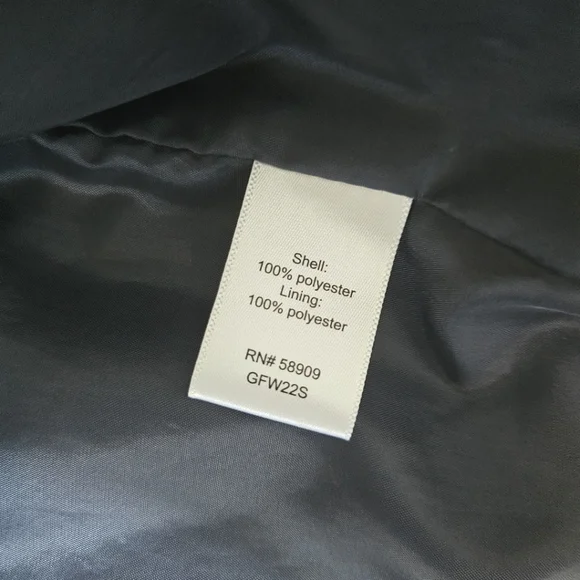 Shell:
100% polyester
Lining:
100% polyester
RN# 58909
GFW22S